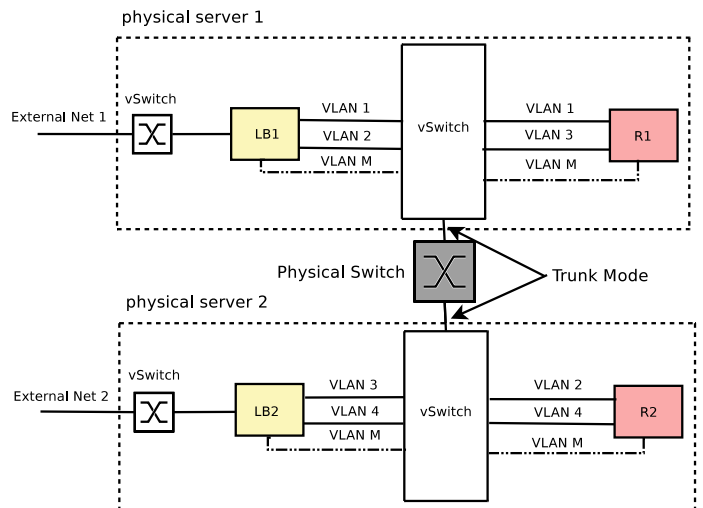 physical server 1
vSwitch
External Net 1
LB1
VLAN 1
VLAN 2
VLAN M
vSwitch
VLAN 1
VLAN 3
VLAN M
R1
Physical Switch
Trunk Mode
physical server 2
vSwitch
External Net 2
LB2
VLAN 3
VLAN 4
VLAN M
vSwitch
VLAN 2
VLAN 4
VLAN M
R2